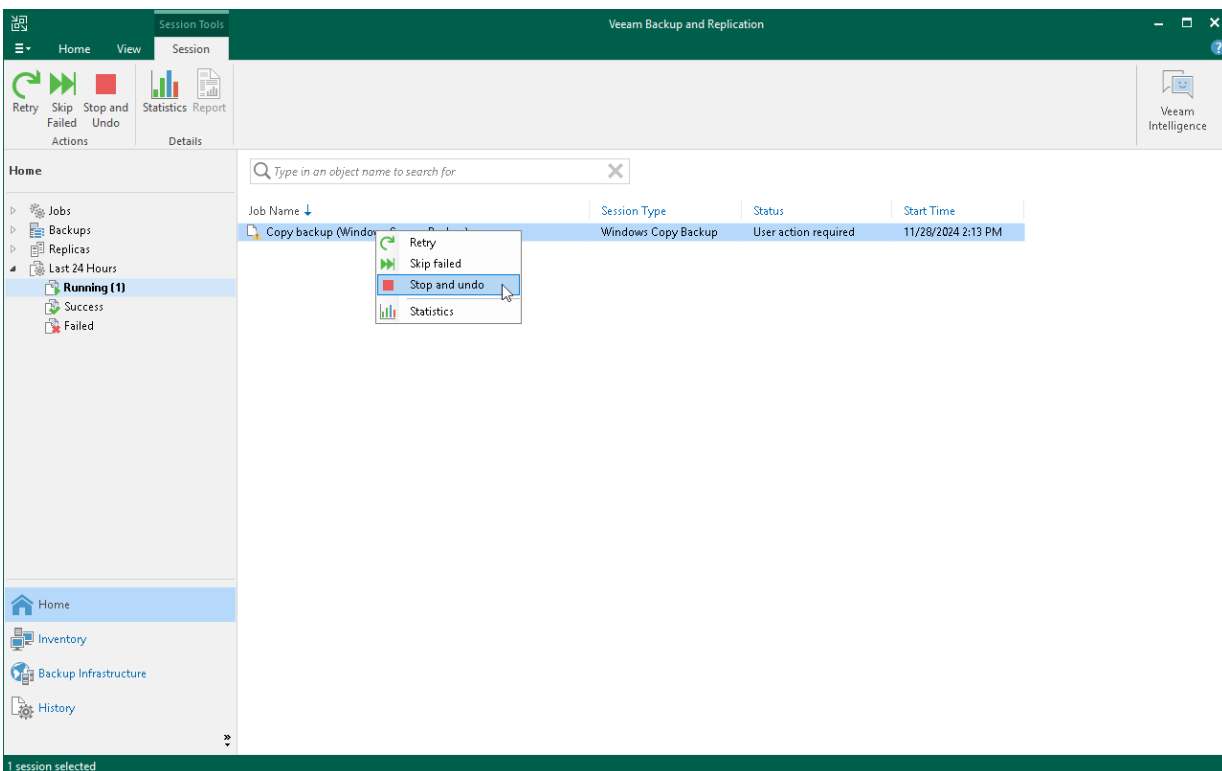 Session Tools
Veeam Backup and Replication
Home View Session
Retry Skip Failed Stop and Undo Statistics Report
Actions Details
Veeam Intelligence
Home
Type in an object name to search for
Jobs
Backups
Replicas
Last 24 Hours
Running (1)
Success
Failed
Job Name Session Type Status Start Time
Copy backup (Windows Windows Copy Backup User action required 11/28/2024 2:13 PM
Retry
Skip failed
Stop and undo
Statistics
Home
Inventory
Backup Infrastructure
History
1 session selected